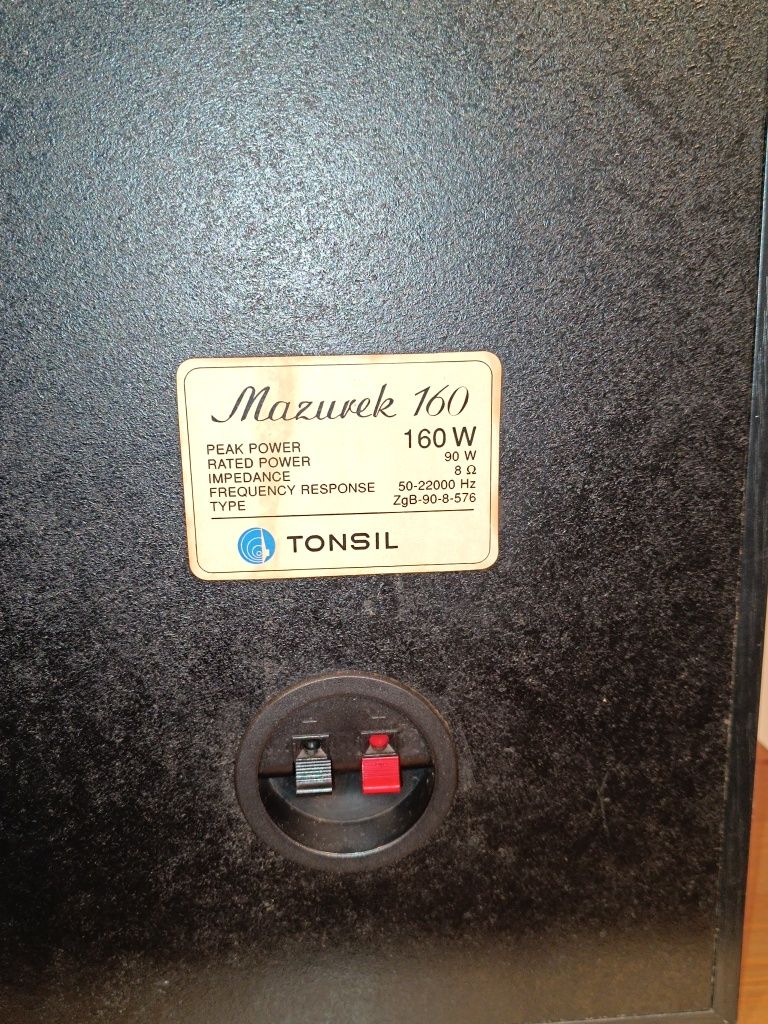 Mazurek 160
PEAK POWER 160 W
RATED POWER 90 W
IMPEDANCE 8 Ω
FREQUENCY RESPONSE 50-22000 Hz
TYPE ZgB-90-8-576
TONSIL